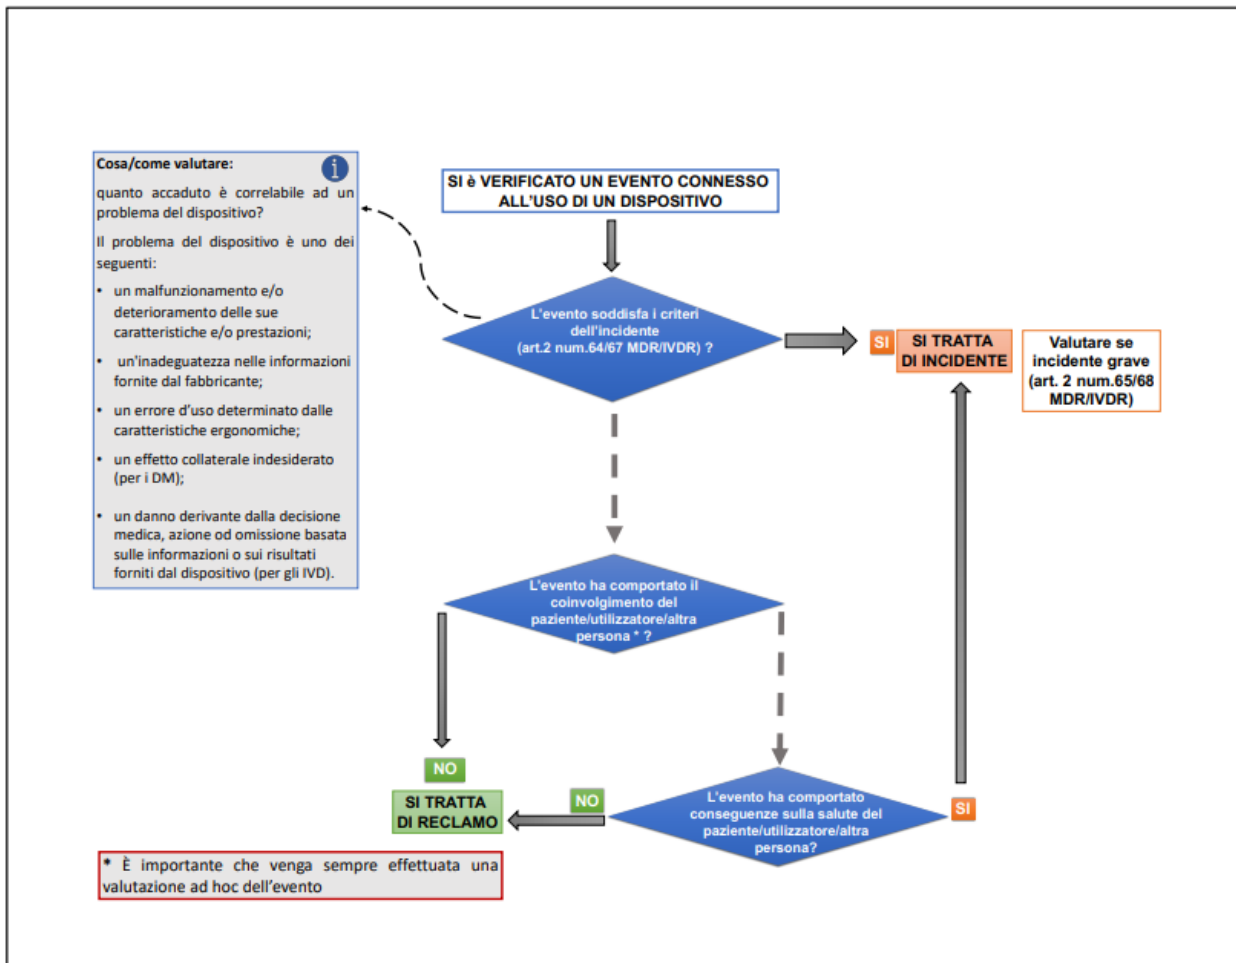 Cosa/come valutare:
i
quanto accaduto è correlabile ad un
problema del dispositivo?
Il problema del dispositivo è uno dei
seguenti:
• un malfunzionamento e/o
deterioramento delle sue
caratteristiche e/o prestazioni;
• un'inadeguatezza nelle informazioni
fornite dal fabbricante;
• un errore d'uso determinato dalle
caratteristiche ergonomiche;
• un effetto collaterale indesiderato
(per i DM);
• un danno derivante dalla decisione
medica, azione od omissione basata
sulle informazioni o sui risultati
forniti dal dispositivo (per gli IVD).
SI è VERIFICATO UN EVENTO CONNESSO
ALL'USO DI UN DISPOSITIVO
L'evento soddisfa i criteri
dell'incidente
(art.2 num.64/67 MDR/IVDR) ?
SI
SI TRATTA
DI INCIDENTE
Valutare se
incidente grave
(art. 2 num.65/68
MDR/IVDR)
L'evento ha comportato il
coinvolgimento del
paziente/utilizzatore/altra
persona * ?
NO
SI TRATTA
DI RECLAMO
NO
L'evento ha comportato
conseguenze sulla salute del
paziente/utilizzatore/altra
persona?
SI
* È importante che venga sempre effettuata una
valutazione ad hoc dell'evento